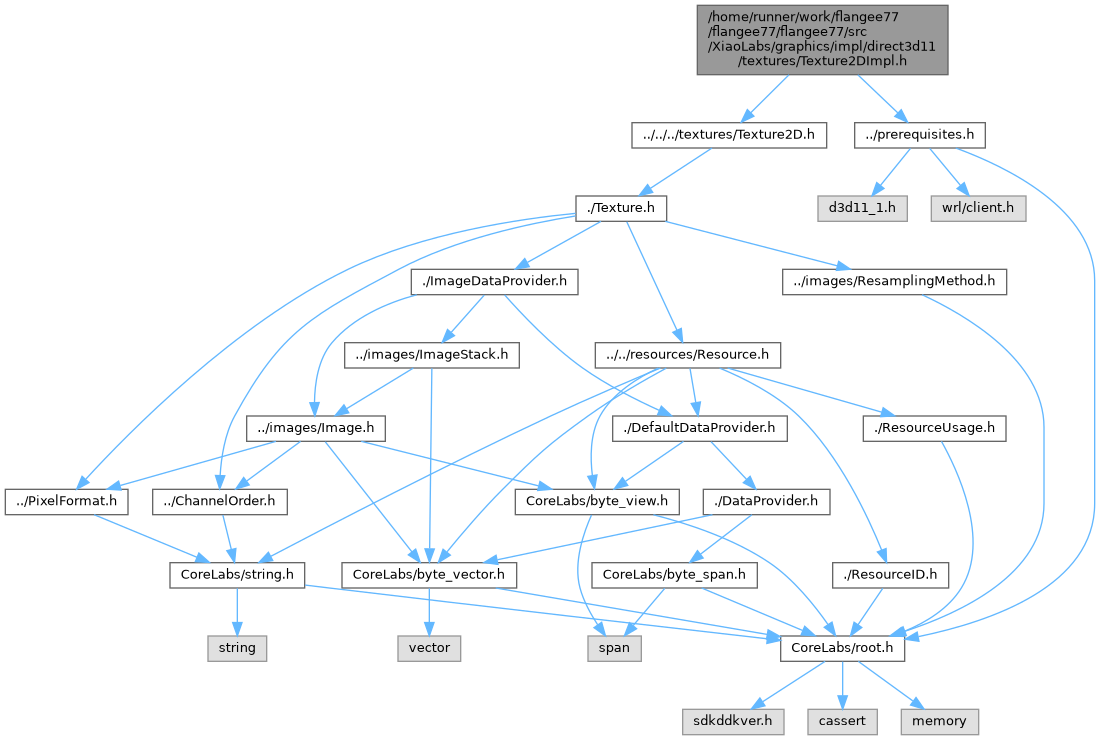 /home/runner/work/flangee77
/flangee77/flangee77/src
/XiaoLabs/graphics/impl/direct3d11
/textures/Texture2DImpl.h
../../../textures/Texture2D.h
../prerequisites.h
./Texture.h
d3d11_1.h
wrl/client.h
./ImageDataProvider.h
../images/ResamplingMethod.h
../images/ImageStack.h
../../resources/Resource.h
../images/Image.h
./DefaultDataProvider.h
./ResourceUsage.h
../PixelFormat.h
../ChannelOrder.h
CoreLabs/byte_view.h
./DataProvider.h
CoreLabs/string.h
CoreLabs/byte_vector.h
CoreLabs/byte_span.h
./ResourceID.h
string
vector
span
CoreLabs/root.h
sdkddkver.h
cassert
memory